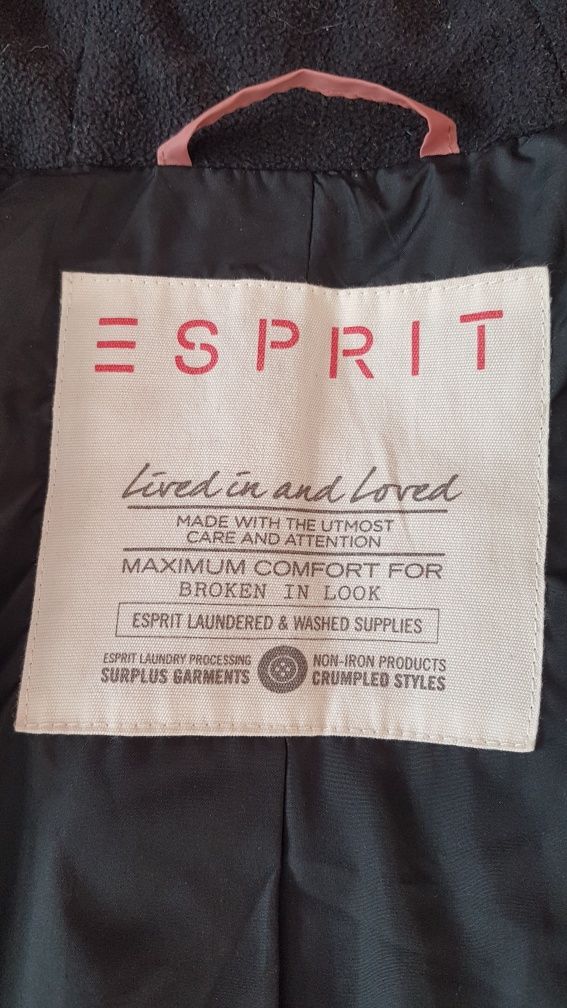 ESPRIT
Lived in and Loved
MADE WITH THE UTMOST
CARE AND ATTENTION
MAXIMUM COMFORT FOR
BROKEN IN LOOK
ESPRIT LAUNDERED & WASHED SUPPLIES
ESPRIT LAUNDRY PROCESSING
SURPLUS GARMENTS
NON-IRON PRODUCTS
CRUMPLED STYLES